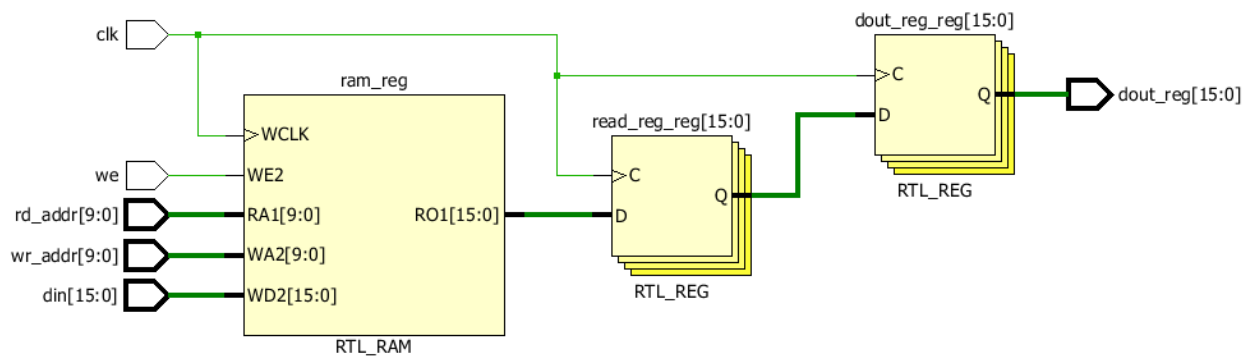 clk
we
rd_addr[9:0]
wr_addr[9:0]
din[15:0]
ram_reg
WCLK
WE2
RA1[9:0]
WA2[9:0]
WD2[15:0]
RO1[15:0]
RTL_RAM
read_reg_reg[15:0]
C
Q
D
RTL_REG
dout_reg_reg[15:0]
C
Q
D
RTL_REG
dout_reg[15:0]